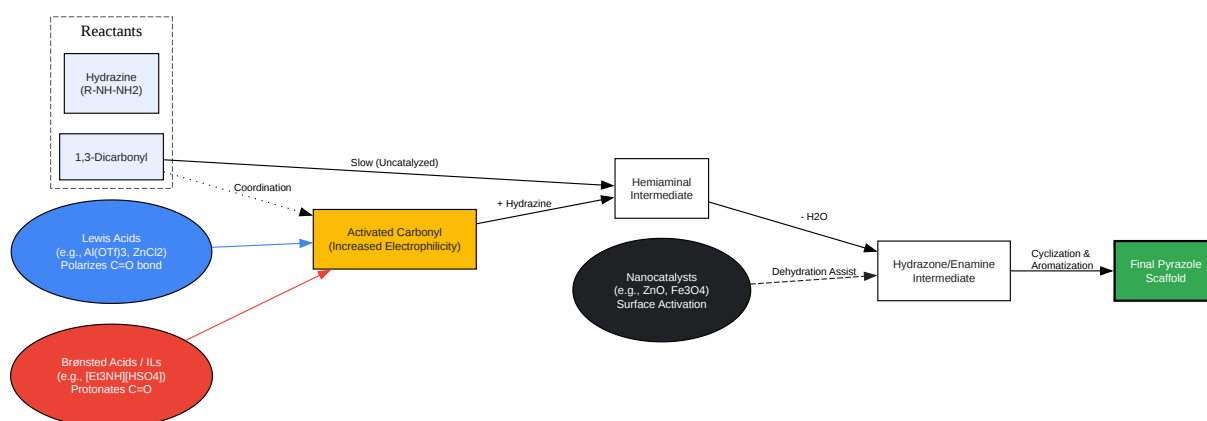 Reactants
Hydrazine
(R-NH-NH2)
1,3-Dicarbonyl
Slow (Uncatalyzed)
Coordination
Lewis Acids
(e.g., Al(OTf)3, ZnCl2)
Polarizes C=O bond
Activated Carbonyl
(Increased Electrophilicity)
+ Hydrazine
Hemiaminal
Intermediate
- H2O
Nanocatalysts
(e.g., ZnO, Fe3O4)
Surface Activation
Dehydration Assist
Hydrazone/Enamine
Intermediate
Cyclization &
Aromatization
Final Pyrazole
Scaffold
Brønsted Acids / ILs
(e.g., [Et3NH][HSO4])
Protonates C=O